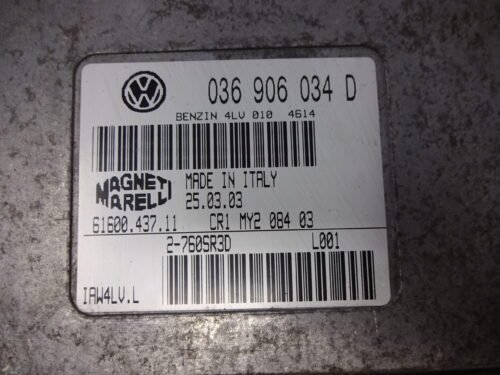 036 906 034 D
BENZIN 4LV 010 4614
MAGNETI
MARELLI
MADE IN ITALY
25.03.03
61600.437.11 CR1 MY2 084 03
2-760SR3D L001
IAW4LV.L